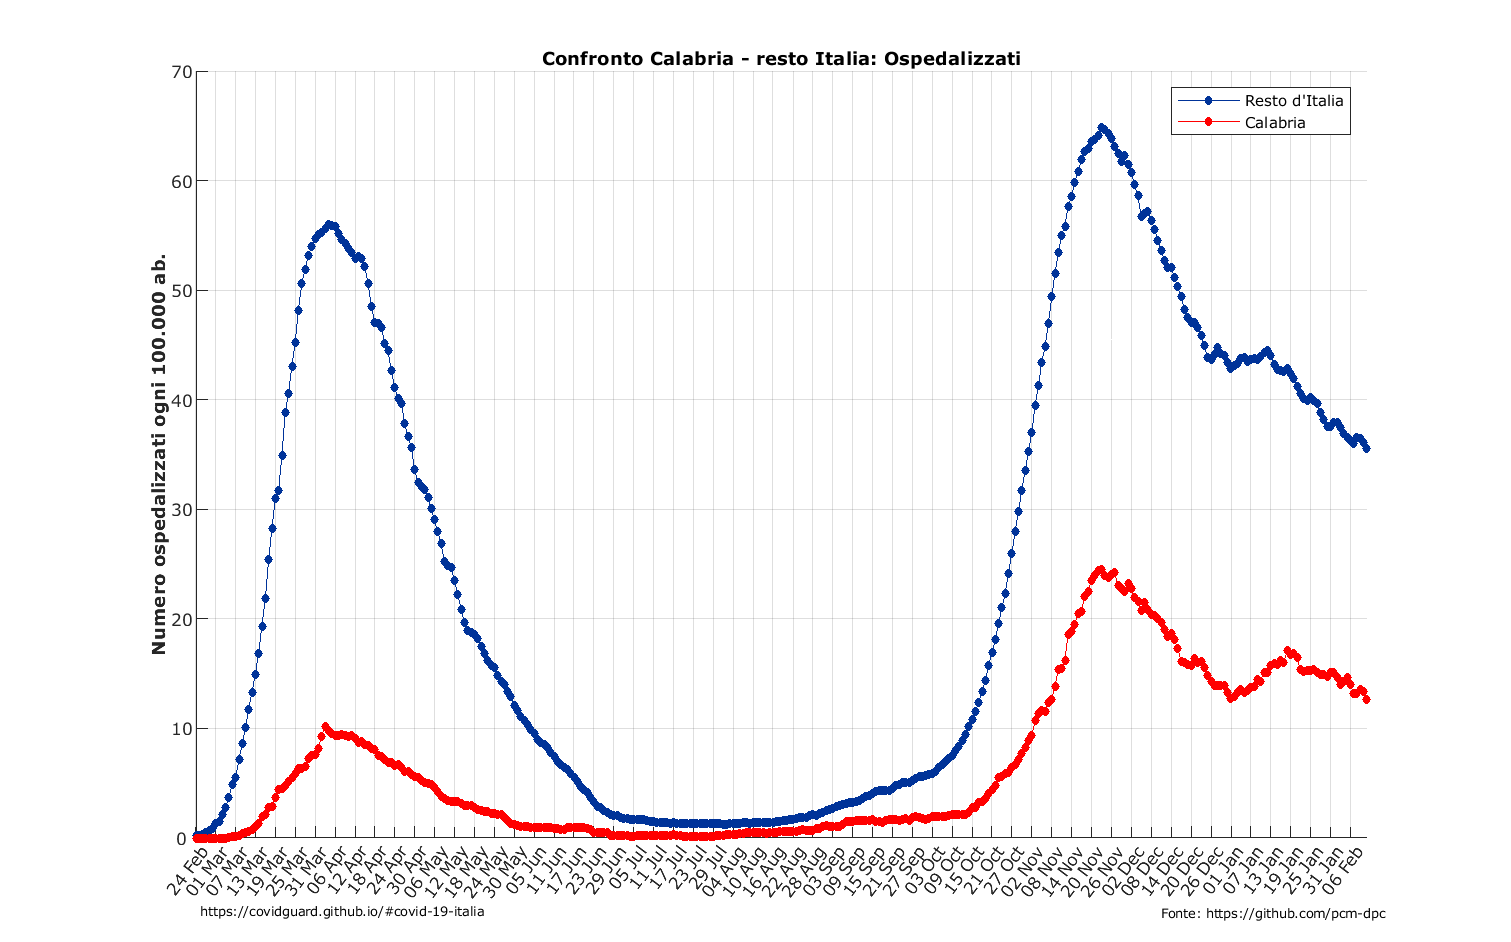 Confronto Calabria - resto Italia: Ospedalizzati
Numero ospedalizzati ogni 100.000 ab.
70
60
50
40
30
20
10
0
Resto d'Italia
Calabria
24 Feb
01 Mar
07 Mar
13 Mar
19 Mar
25 Mar
31 Mar
06 Apr
12 Apr
18 Apr
24 Apr
30 Apr
06 May
12 May
18 May
24 May
30 May
05 Jun
11 Jun
17 Jun
23 Jun
29 Jun
05 Jul
11 Jul
17 Jul
23 Jul
29 Jul
04 Aug
10 Aug
16 Aug
22 Aug
28 Aug
03 Sep
09 Sep
15 Sep
21 Sep
27 Sep
03 Oct
09 Oct
15 Oct
21 Oct
27 Oct
02 Nov
08 Nov
14 Nov
20 Nov
26 Nov
02 Dec
08 Dec
14 Dec
20 Dec
26 Dec
01 Jan
07 Jan
13 Jan
19 Jan
25 Jan
31 Jan
06 Feb
https://covidguard.github.io/#covid-19-italia
Fonte: https://github.com/pcm-dpc